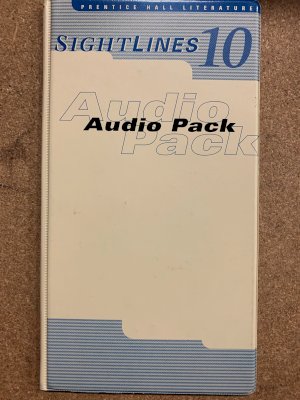 PRENTICE HALL LITERATURE
SIGHTLINES 10
Audio
Audio Pack
Pack